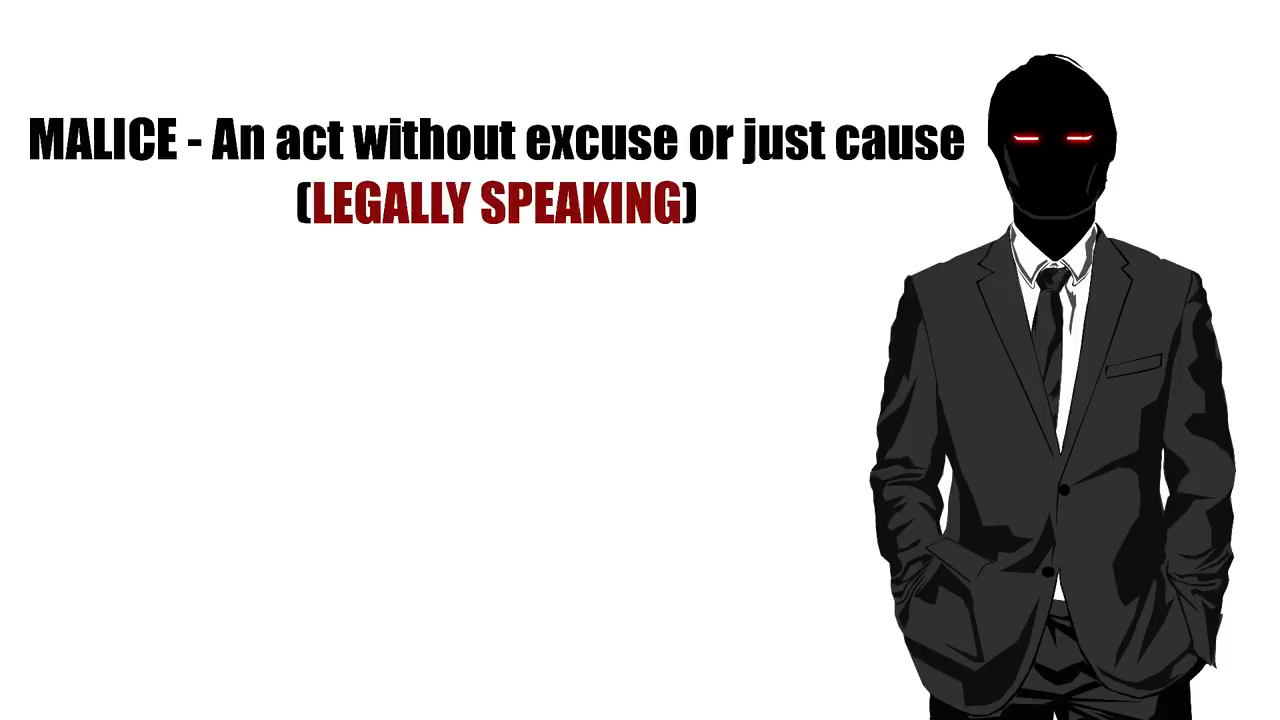 MALICE - An act without excuse or just cause
(LEGALLY SPEAKING)